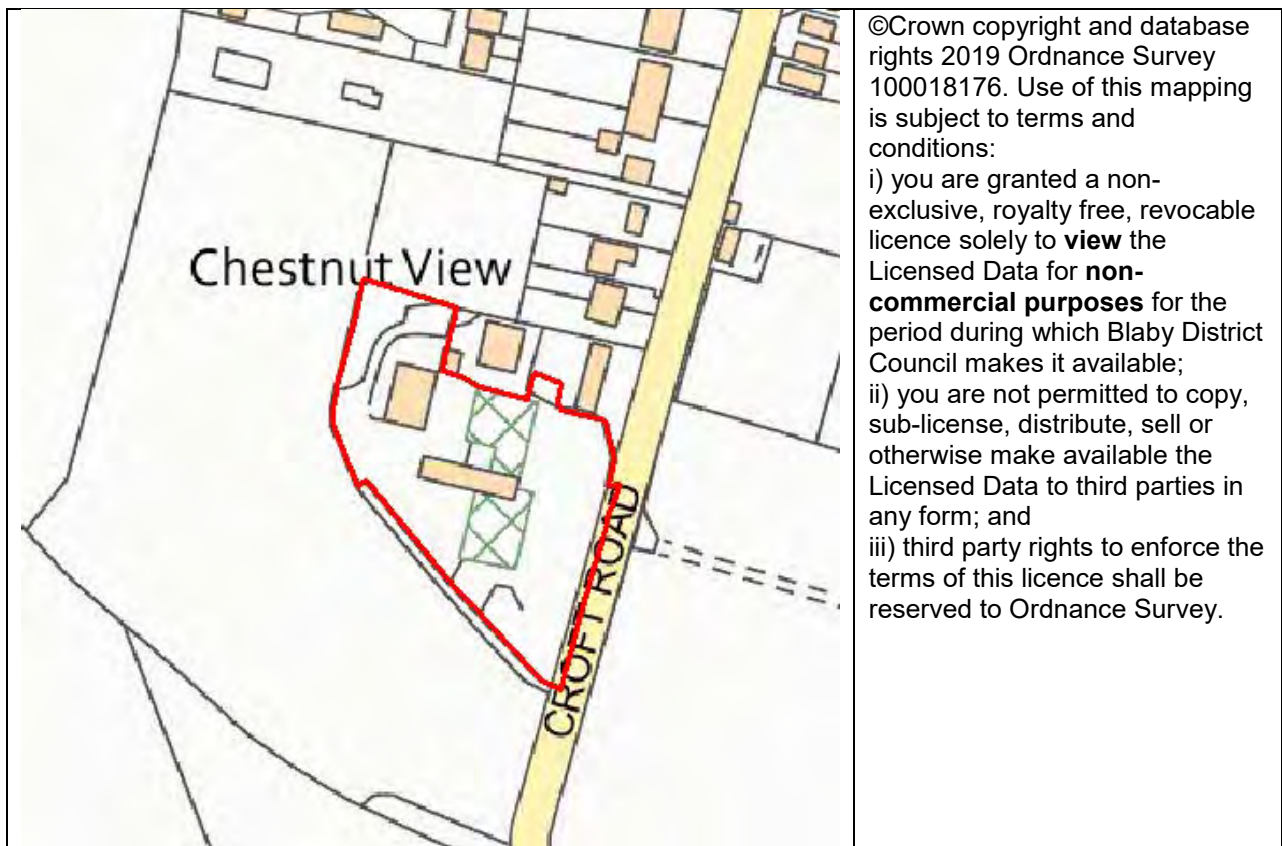 Chestnut View
CROFT ROAD
©Crown copyright and database
rights 2019 Ordnance Survey
100018176. Use of this mapping
is subject to terms and
conditions:
i) you are granted a non-
exclusive, royalty free, revocable
licence solely to view the
Licensed Data for non-
commercial purposes for the
period during which Blaby District
Council makes it available;
ii) you are not permitted to copy,
sub-license, distribute, sell or
otherwise make available the
Licensed Data to third parties in
any form; and
iii) third party rights to enforce the
terms of this licence shall be
reserved to Ordnance Survey.